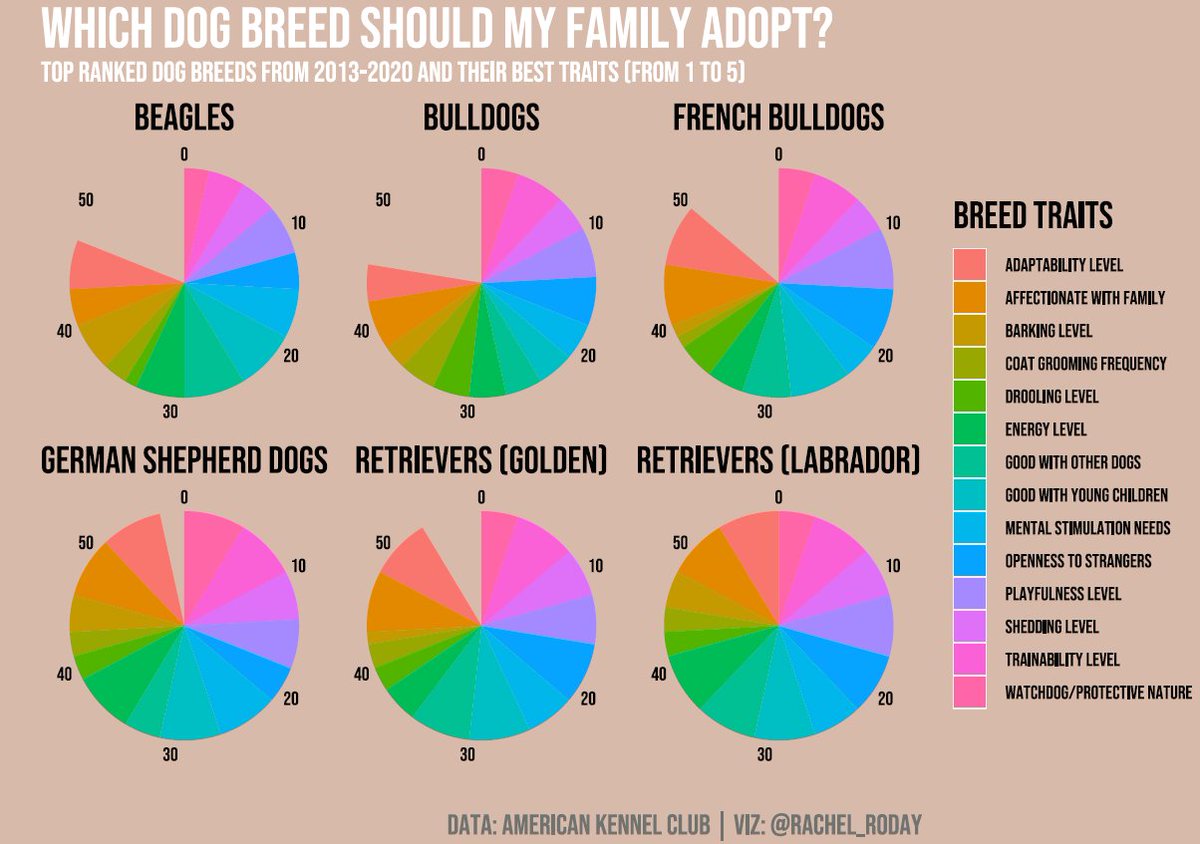 WHICH DOG BREED SHOULD MY FAMILY ADOPT?
TOP RANKED DOG BREEDS FROM 2013-2020 AND THEIR BEST TRAITS (FROM 1 TO 5)
BEAGLES
0
10
20
30
40
50
BULLDOGS
0
10
20
30
40
50
FRENCH BULLDOGS
0
10
20
30
40
50
GERMAN SHEPHERD DOGS
0
10
20
30
40
50
RETRIEVERS (GOLDEN)
0
10
20
30
40
50
RETRIEVERS (LABRADOR)
0
10
20
30
40
50
BREED TRAITS
ADAPTABILITY LEVEL
AFFECTIONATE WITH FAMILY
BARKING LEVEL
COAT GROOMING FREQUENCY
DROOLING LEVEL
ENERGY LEVEL
GOOD WITH OTHER DOGS
GOOD WITH YOUNG CHILDREN
MENTAL STIMULATION NEEDS
OPENNESS TO STRANGERS
PLAYFULNESS LEVEL
SHEDDING LEVEL
TRAINABILITY LEVEL
WATCHDOG/PROTECTIVE NATURE
DATA: AMERICAN KENNEL CLUB | VIZ: @RACHEL_RODAY